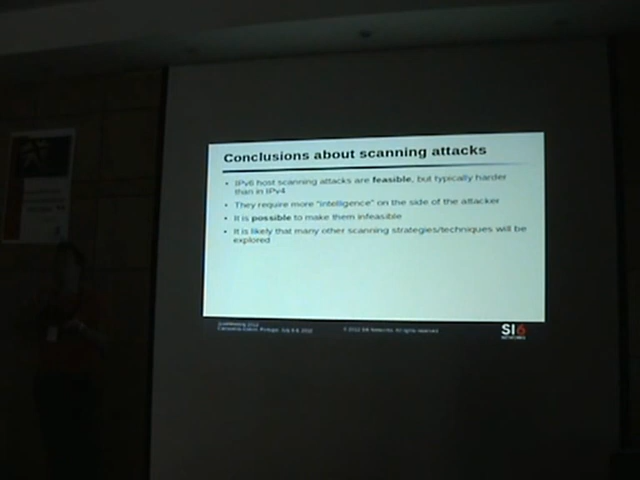 Conclusions about scanning attacks
• IPv6 host scanning attacks are feasible, but typically harder
than in IPv4
• They require more "intelligence" on the side of the attacker
• It is possible to make them infeasible
• It is likely that many other scanning strategies/techniques will be
explored
© 2012 SI6 Networks. All rights reserved
SI6
NETWORKS